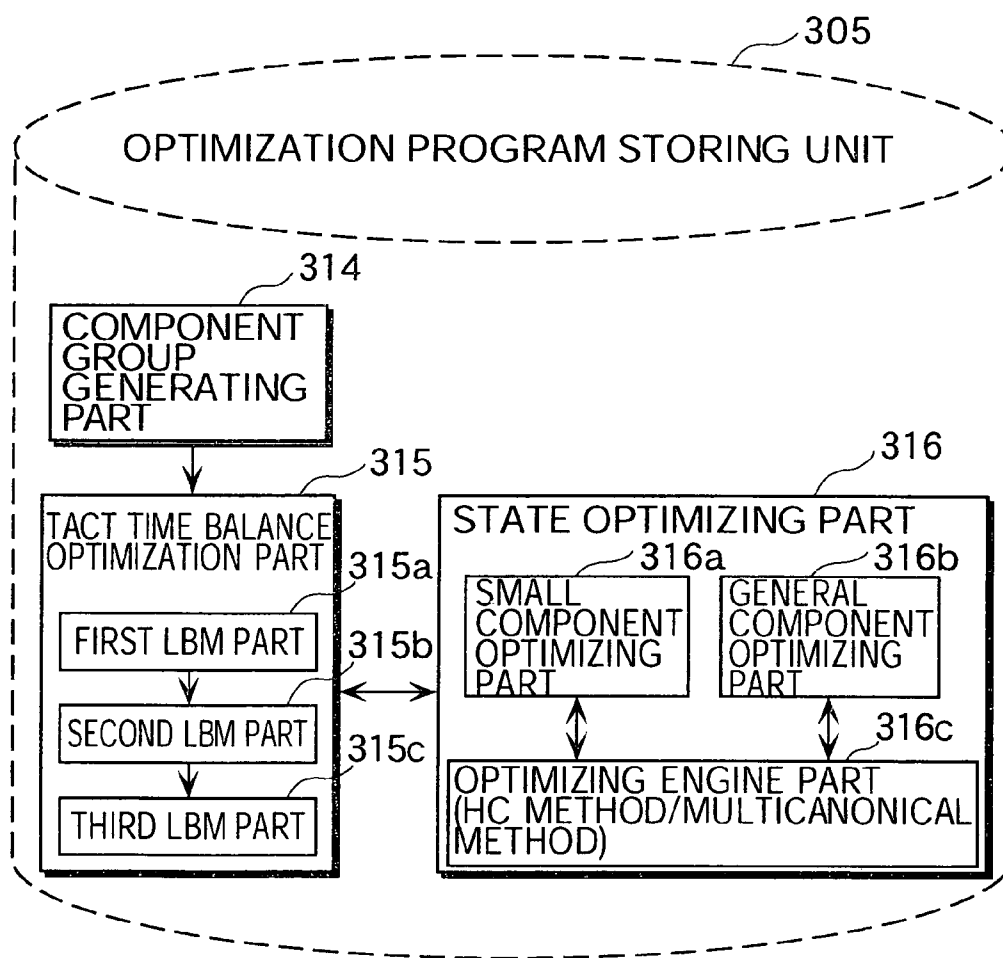 305
OPTIMIZATION PROGRAM STORING UNIT
314
COMPONENT
GROUP
GENERATING
PART
315
TACT TIME BALANCE
OPTIMIZATION PART
315a
FIRST LBM PART
315b
SECOND LBM PART
315c
THIRD LBM PART
316
STATE OPTIMIZING PART
316a
SMALL
COMPONENT
OPTIMIZING
PART
316b
GENERAL
COMPONENT
OPTIMIZING
PART
316c
OPTIMIZING ENGINE PART
(HC METHOD/MULTICANONICAL
METHOD)